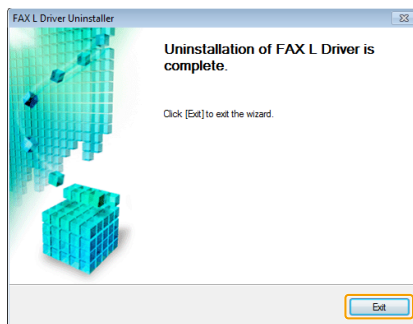 FAX L Driver Uninstaller
Uninstallation of FAX L Driver is
complete.
Click [Exit] to exit the wizard.
Exit